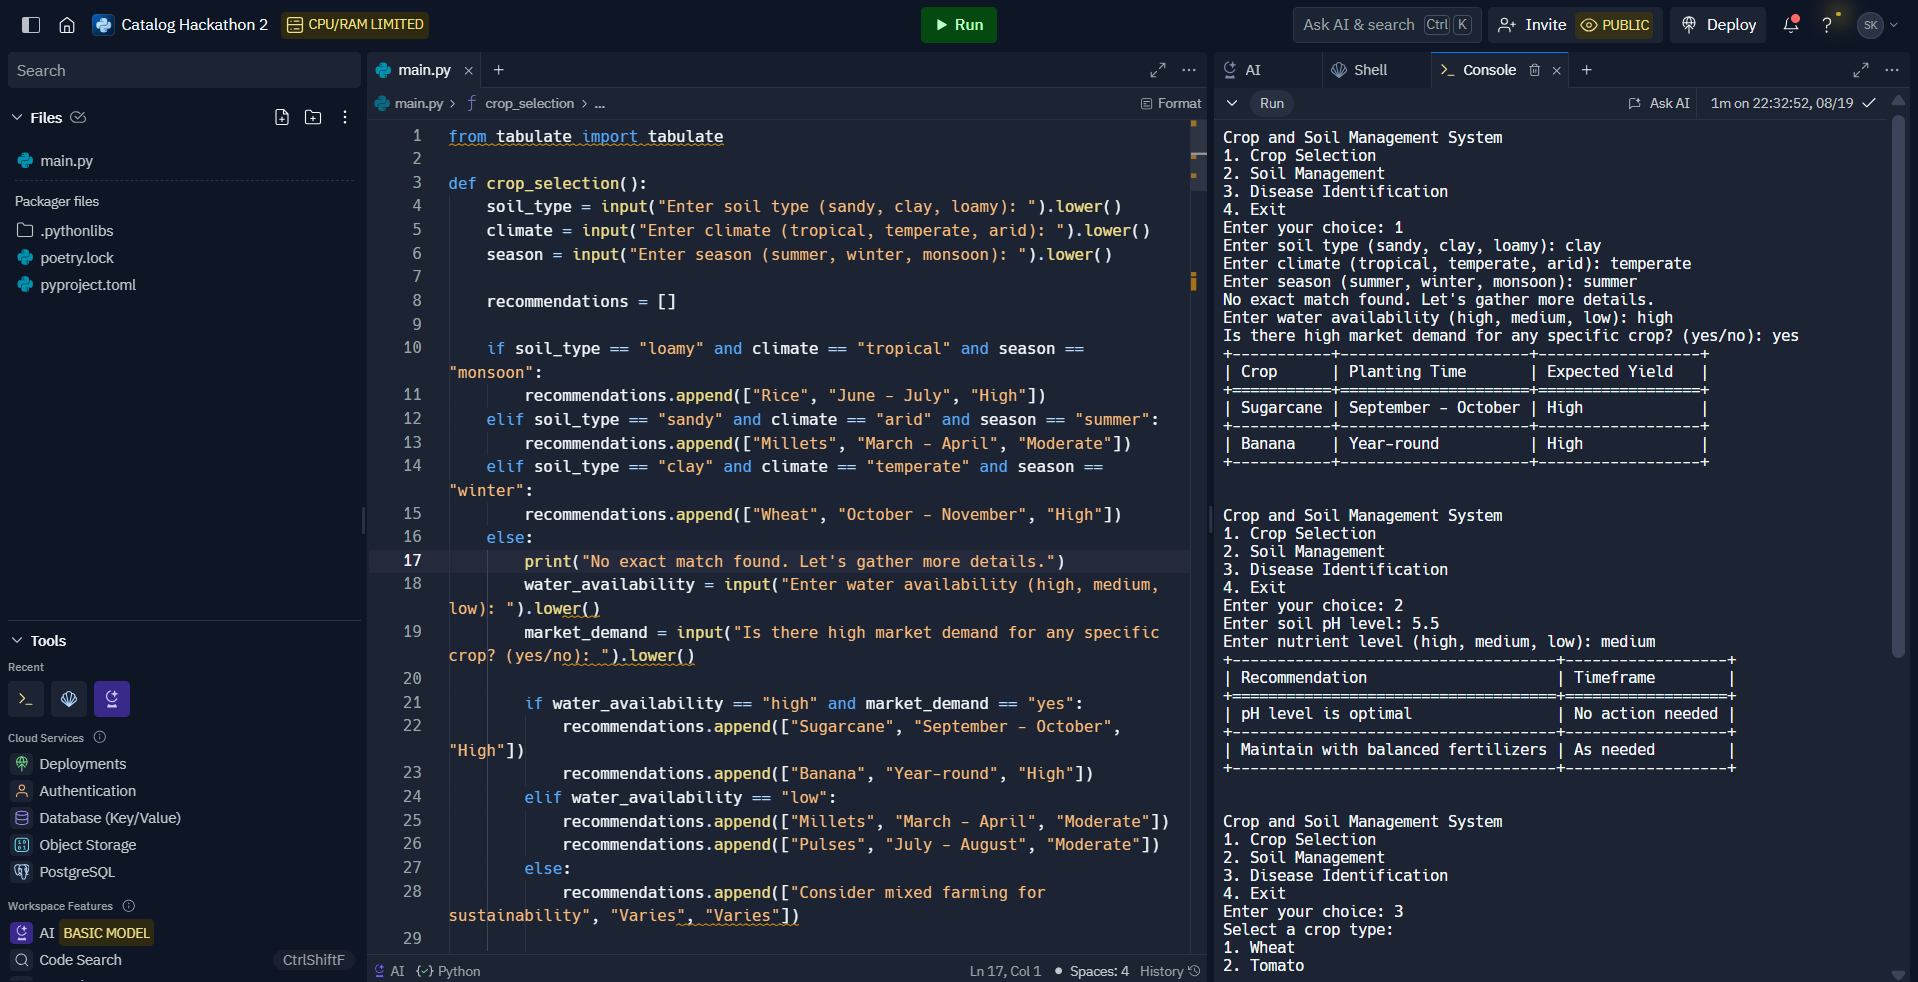 Catalog Hackathon 2
CPU/RAM LIMITED
Run
Ask AI & search Ctrl K
Invite
PUBLIC
Deploy
?
SK
Search
Files
main.py
Packager files
.pythonlibs
poetry.lock
pyproject.toml
Tools
Recent
Cloud Services
Deployments
Authentication
Database (Key/Value)
Object Storage
PostgreSQL
Workspace Features
AI BASIC MODEL
Code Search CtrlShiftF
main.py
main.py > crop_selection > ...
Format
1 from tabulate import tabulate
2
3 def crop_selection():
4 soil_type = input("Enter soil type (sandy, clay, loamy): ").lower()
5 climate = input("Enter climate (tropical, temperate, arid): ").lower()
6 season = input("Enter season (summer, winter, monsoon): ").lower()
7
8 recommendations = []
9
10 if soil_type == "loamy" and climate == "tropical" and season ==
"monsoon":
11 recommendations.append(["Rice", "June - July", "High"])
12 elif soil_type == "sandy" and climate == "arid" and season == "summer":
13 recommendations.append(["Millets", "March - April", "Moderate"])
14 elif soil_type == "clay" and climate == "temperate" and season ==
"winter":
15 recommendations.append(["Wheat", "October - November", "High"])
16 else:
17 print("No exact match found. Let's gather more details.")
18 water_availability = input("Enter water availability (high, medium,
low): ").lower()
19 market_demand = input("Is there high market demand for any specific
crop? (yes/no): ").lower()
20
21 if water_availability == "high" and market_demand == "yes":
22 recommendations.append(["Sugarcane", "September - October",
"High"])
23 recommendations.append(["Banana", "Year-round", "High"])
24 elif water_availability == "low":
25 recommendations.append(["Millets", "March - April", "Moderate"])
26 recommendations.append(["Pulses", "July - August", "Moderate"])
27 else:
28 recommendations.append(["Consider mixed farming for
sustainability", "Varies", "Varies"])
29
AI Python
Ln 17, Col 1 Spaces: 4 History
AI
Shell
Console
Run
Ask AI
1m on 22:32:52, 08/19
Crop and Soil Management System
1. Crop Selection
2. Soil Management
3. Disease Identification
4. Exit
Enter your choice: 1
Enter soil type (sandy, clay, loamy): clay
Enter climate (tropical, temperate, arid): temperate
Enter season (summer, winter, monsoon): summer
No exact match found. Let's gather more details.
Enter water availability (high, medium, low): high
Is there high market demand for any specific crop? (yes/no): yes
+-----------+---------------------+------------------+
| Crop | Planting Time | Expected Yield |
+===========+=====================+==================+
| Sugarcane | September - October | High |
+-----------+---------------------+------------------+
| Banana | Year-round | High |
+-----------+---------------------+------------------+
Crop and Soil Management System
1. Crop Selection
2. Soil Management
3. Disease Identification
4. Exit
Enter your choice: 2
Enter soil pH level: 5.5
Enter nutrient level (high, medium, low): medium
+------------------------------------+------------------+
| Recommendation | Timeframe |
+====================================+==================+
| pH level is optimal | No action needed |
+------------------------------------+------------------+
| Maintain with balanced fertilizers | As needed |
+------------------------------------+------------------+
Crop and Soil Management System
1. Crop Selection
2. Soil Management
3. Disease Identification
4. Exit
Enter your choice: 3
Select a crop type:
1. Wheat
2. Tomato